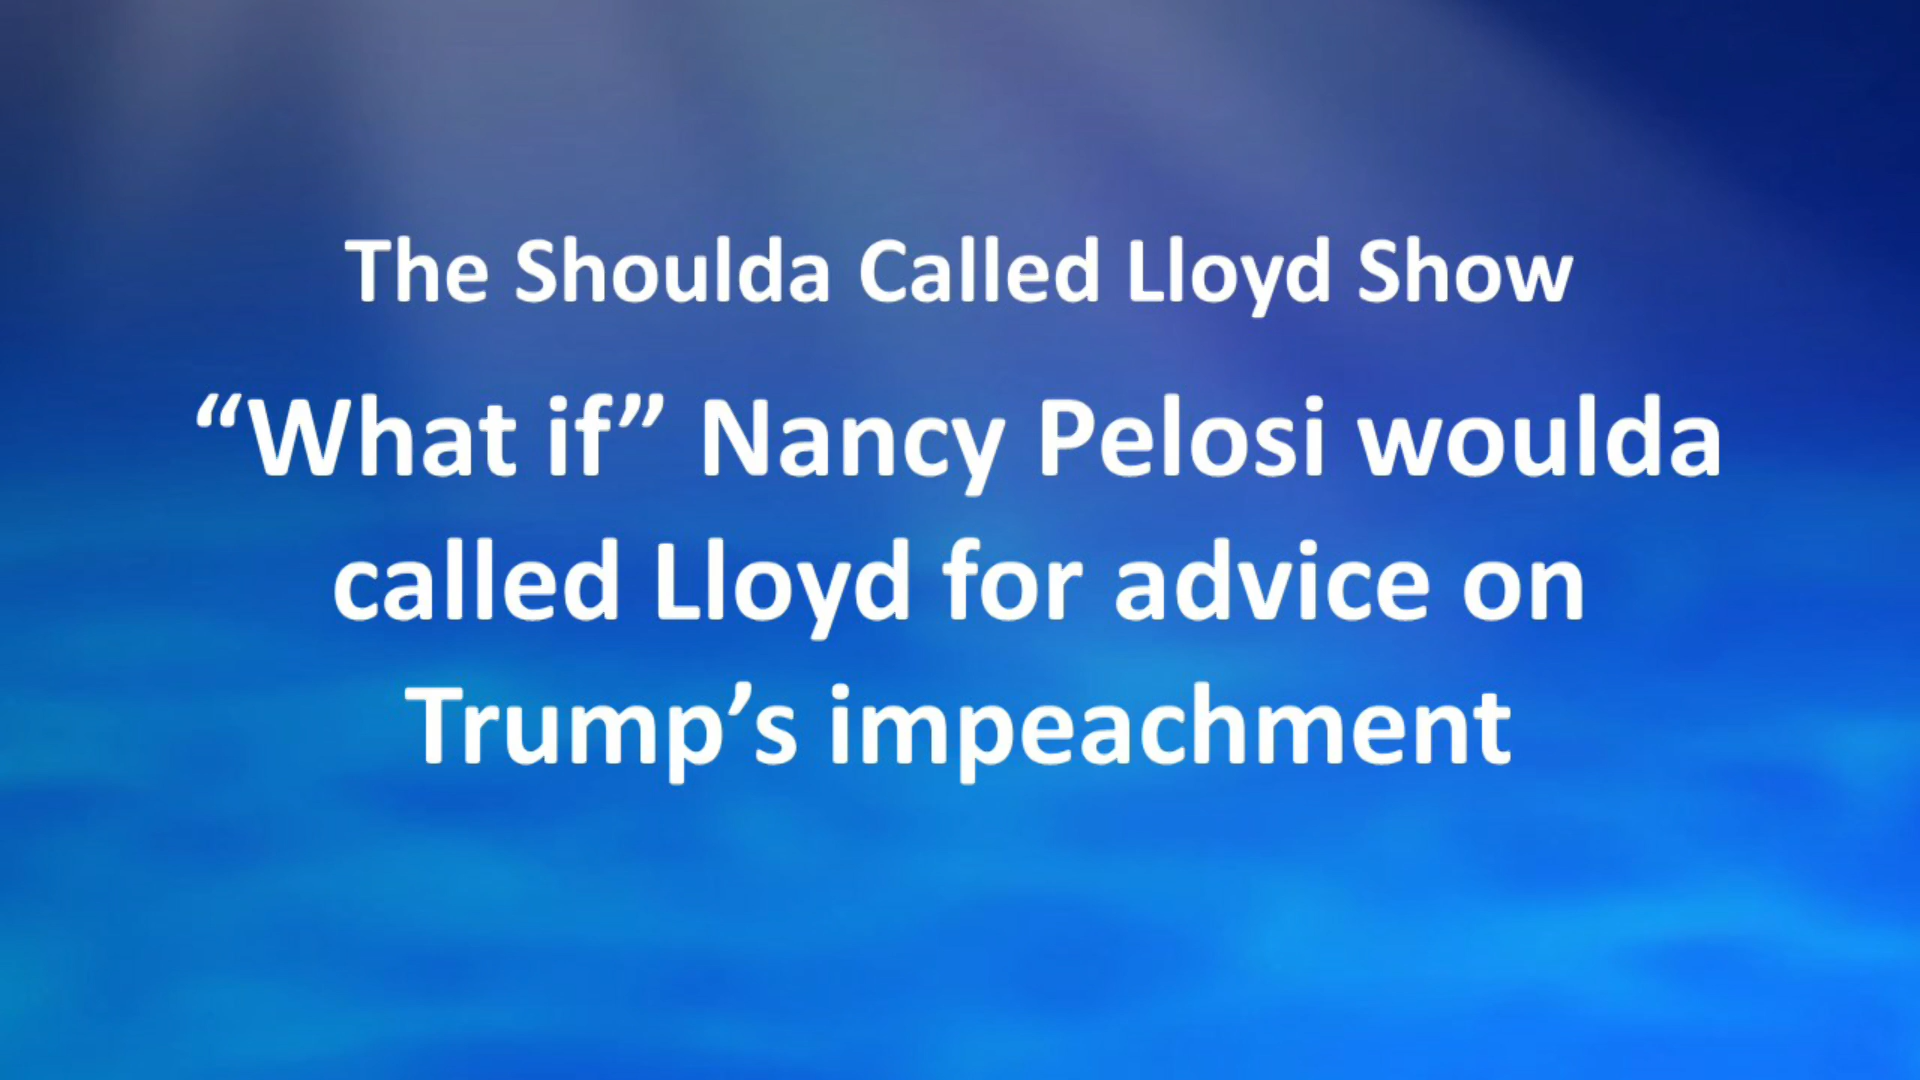 The Shoulda Called Lloyd Show
“What if” Nancy Pelosi woulda
called Lloyd for advice on
Trump’s impeachment